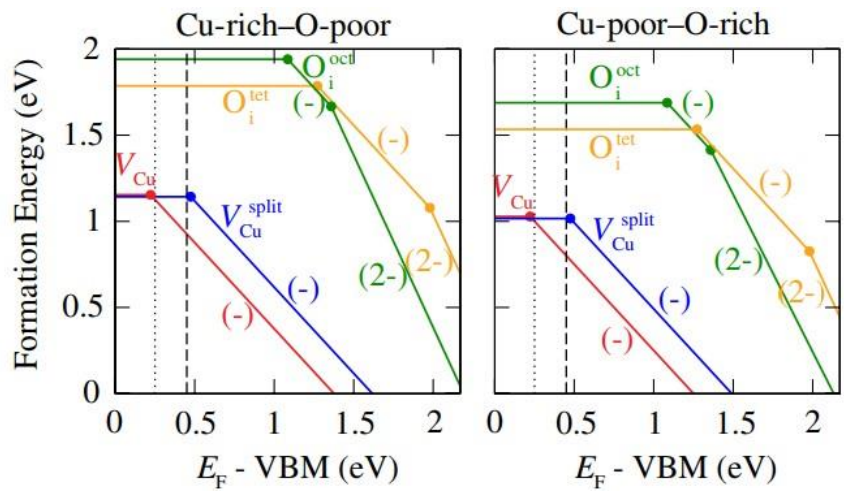 Cu-rich–O-poor
Cu-poor–O-rich
Formation Energy (eV)
2
1.5
1
0.5
0
O_i^oct
O_i^tet
(-)
(-)
V_Cu
V_Cu^split
(-)
(-)
(2-)
(2-)
0
0.5
1
1.5
2
E_F - VBM (eV)
O_i^oct
(-)
O_i^tet
(-)
V_Cu
V_Cu^split
(2-)
(2-)
(-)
(-)
0
0.5
1
1.5
2
E_F - VBM (eV)